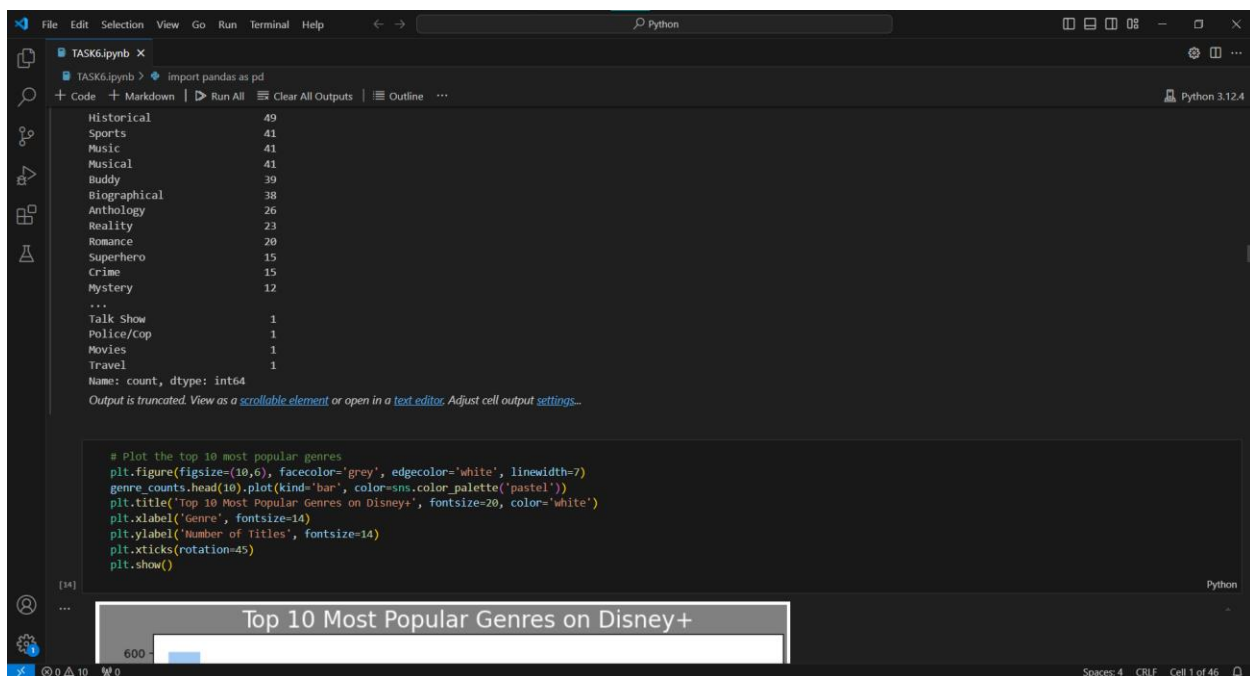 File Edit Selection View Go Run Terminal Help Python
TASK6.ipynb
TASK6.ipynb > import pandas as pd
+ Code + Markdown | Run All Clear All Outputs | Outline ... Python 3.12.4
Historical 49
Sports 41
Music 41
Musical 41
Buddy 39
Biographical 38
Anthology 26
Reality 23
Romance 20
Superhero 15
Crime 15
Mystery 12
...
Talk Show 1
Police/Cop 1
Movies 1
Travel 1
Name: count, dtype: int64
Output is truncated. View as a scrollable element or open in a text editor. Adjust cell output settings...
# Plot the top 10 most popular genres
plt.figure(figsize=(10,6), facecolor='grey', edgecolor='white', linewidth=7)
genre_counts.head(10).plot(kind='bar', color=sns.color_palette('pastel'))
plt.title('Top 10 Most Popular Genres on Disney+', fontsize=20, color='white')
plt.xlabel('Genre', fontsize=14)
plt.ylabel('Number of Titles', fontsize=14)
plt.xticks(rotation=45)
plt.show()
[14] Python
...
Top 10 Most Popular Genres on Disney+
600
1
0 10 0 Spaces: 4 CRLF Cell 1 of 46